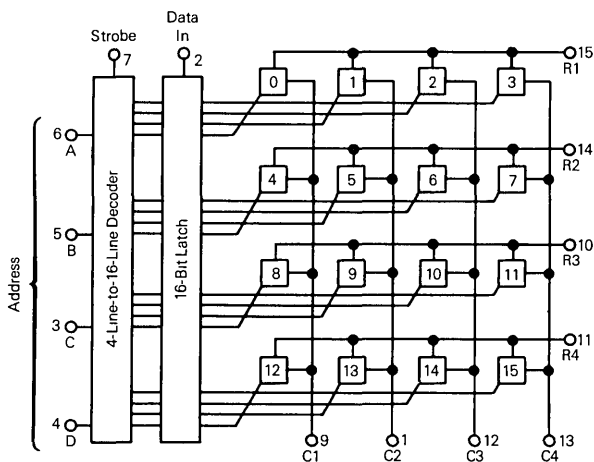 Strobe
Data
In
7
2
15
R1
0
1
2
3
6
A
14
R2
4
5
6
7
5
B
Address
4-Line-to-16-Line Decoder
16-Bit Latch
10
R3
8
9
10
11
3
C
11
R4
12
13
14
15
4
D
9
C1
1
C2
12
C3
13
C4